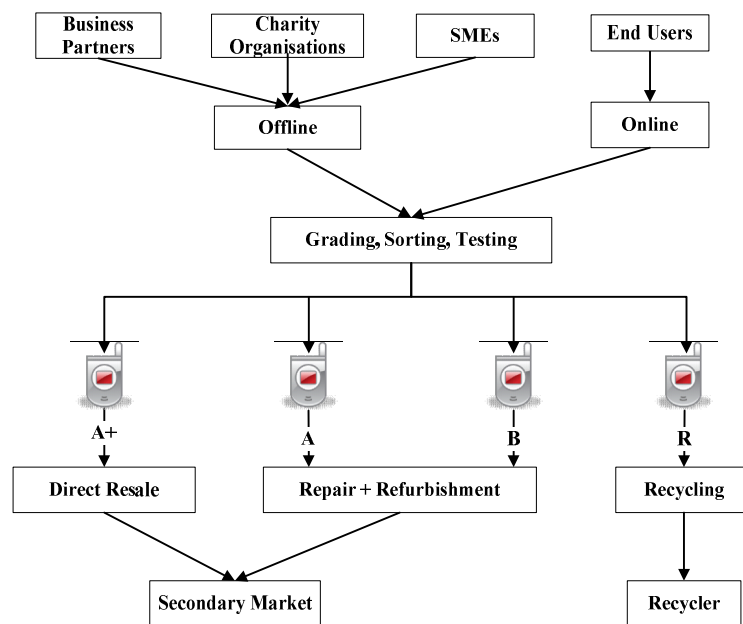 Business
Partners
Charity
Organisations
SMEs
End Users
Offline
Online
Grading, Sorting, Testing
A+
A
B
R
Direct Resale
Repair + Refurbishment
Recycling
Secondary Market
Recycler